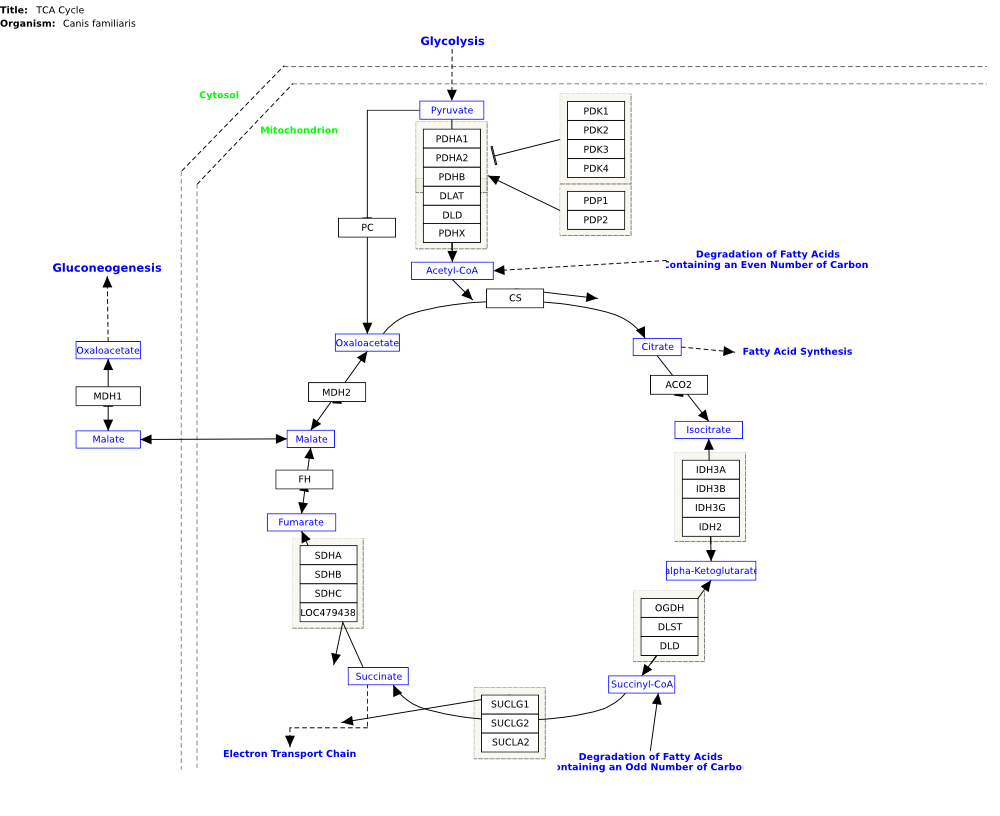 Title: TCA Cycle
Organism: Canis familiaris
Glycolysis
Cytosol
Mitochondrion
Pyruvate
PDHA1
PDHA2
PDHB
DLAT
DLD
PDHX
PDK1
PDK2
PDK3
PDK4
PDP1
PDP2
PC
Gluconeogenesis
Acetyl-CoA
Degradation of Fatty Acids
ontaining an Even Number of Carbon
CS
Oxaloacetate
Oxaloacetate
Citrate
Fatty Acid Synthesis
MDH1
MDH2
ACO2
Malate
Malate
Isocitrate
FH
IDH3A
IDH3B
IDH3G
IDH2
Fumarate
SDHA
SDHB
SDHC
LOC479438
alpha-Ketoglutarate
OGDH
DLST
DLD
Succinate
Succinyl-CoA
SUCLG1
SUCLG2
SUCLA2
Electron Transport Chain
Degradation of Fatty Acids
ontaining an Odd Number of Carbo